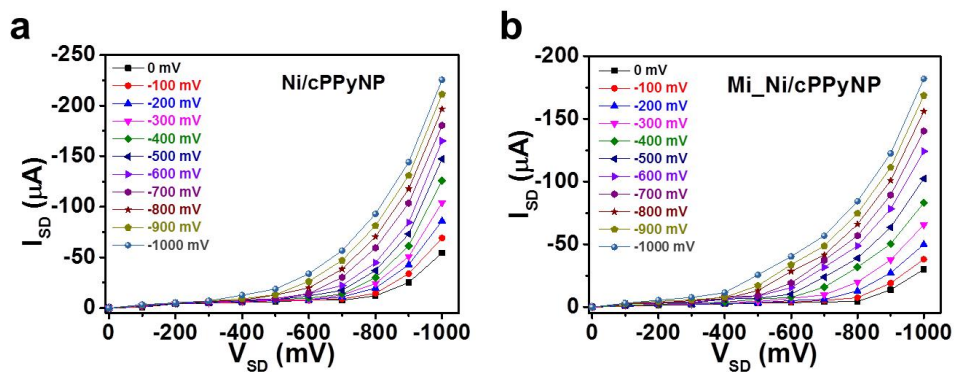 a
-250
-200
-150
-100
-50
0
I_SD (μA)
Ni/cPPyNP
0 mV
-100 mV
-200 mV
-300 mV
-400 mV
-500 mV
-600 mV
-700 mV
-800 mV
-900 mV
-1000 mV
0 -200 -400 -600 -800 -1000
V_SD (mV)
b
-200
-150
-100
-50
0
I_SD (μA)
Mi_Ni/cPPyNP
0 mV
-100 mV
-200 mV
-300 mV
-400 mV
-500 mV
-600 mV
-700 mV
-800 mV
-900 mV
-1000 mV
0 -200 -400 -600 -800 -1000
V_SD (mV)